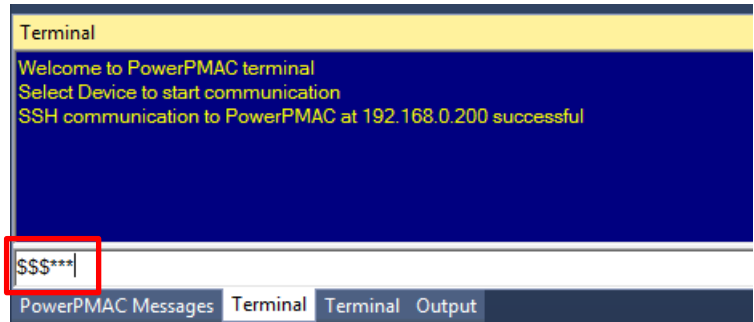 Terminal
Welcome to PowerPMAC terminal
Select Device to start communication
SSH communication to PowerPMAC at 192.168.0.200 successful
$$$***
PowerPMAC Messages Terminal Terminal Output